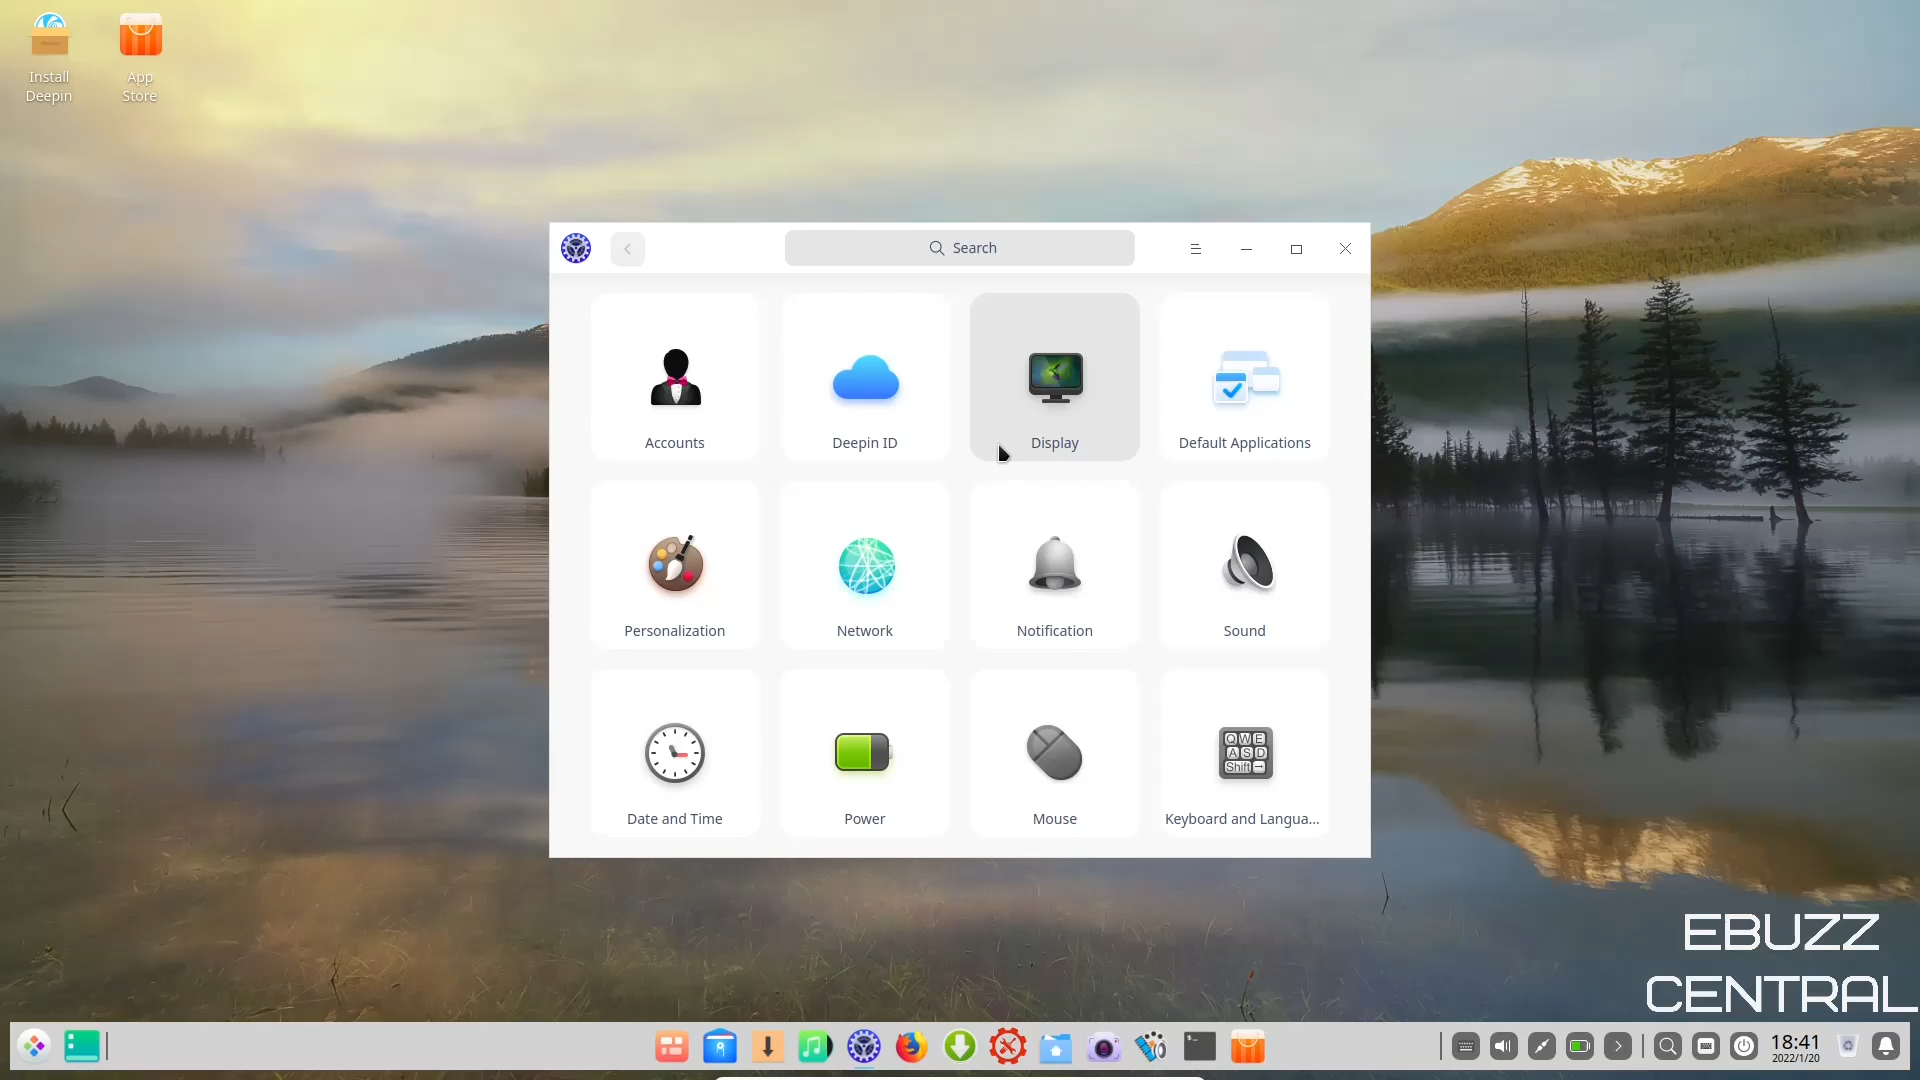 Install
Deepin
App
Store
Search
Accounts
Deepin ID
Display
Default Applications
Personalization
Network
Notification
Sound
Date and Time
Power
Mouse
QWE
ASD
Shift→
Keyboard and Langua...
EBUZZ
CENTRAL
18:41
2022/1/20